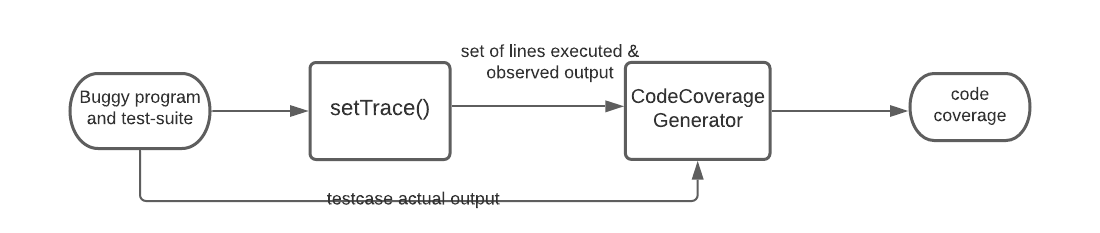 Buggy program
and test-suite
setTrace()
set of lines executed &
observed output
CodeCoverage
Generator
code
coverage
testcase actual output